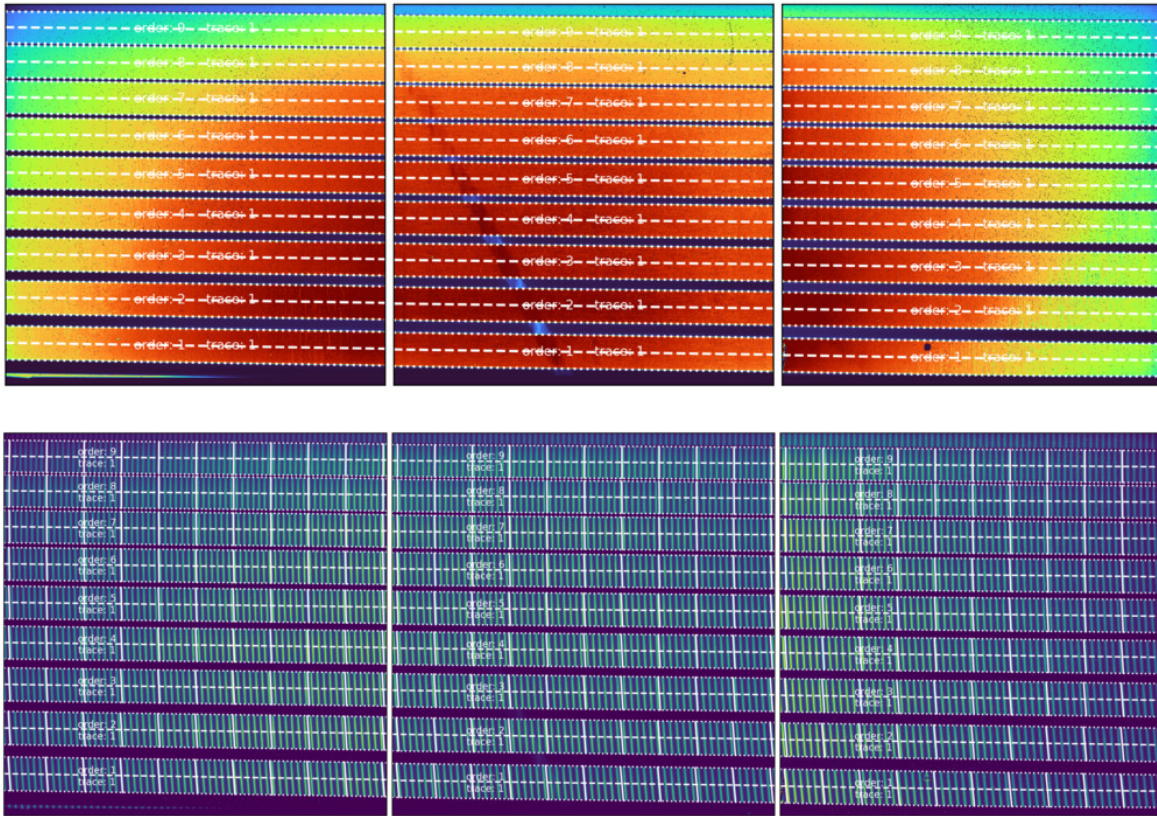 order: 9 trace: 1
order: 8 trace: 1
order: 7 trace: 1
order: 6 trace: 1
order: 5 trace: 1
order: 4 trace: 1
order: 3 trace: 1
order: 2 trace: 1
order: 1 trace: 1
order: 9 trace: 1
order: 8 trace: 1
order: 7 trace: 1
order: 6 trace: 1
order: 5 trace: 1
order: 4 trace: 1
order: 3 trace: 1
order: 2 trace: 1
order: 1 trace: 1
order: 9 trace: 1
order: 8 trace: 1
order: 7 trace: 1
order: 6 trace: 1
order: 5 trace: 1
order: 4 trace: 1
order: 3 trace: 1
order: 2 trace: 1
order: 1 trace: 1
order: 9
trace: 1
order: 8
trace: 1
order: 7
trace: 1
order: 6
trace: 1
order: 5
trace: 1
order: 4
trace: 1
order: 3
trace: 1
order: 2
trace: 1
order: 1
trace: 1
order: 9
trace: 1
order: 8
trace: 1
order: 7
trace: 1
order: 6
trace: 1
order: 5
trace: 1
order: 4
trace: 1
order: 3
trace: 1
order: 2
trace: 1
order: 1
trace: 1
order: 9
trace: 1
order: 8
trace: 1
order: 7
trace: 1
order: 6
trace: 1
order: 5
trace: 1
order: 4
trace: 1
order: 3
trace: 1
order: 2
trace: 1
order: 1
trace: 1